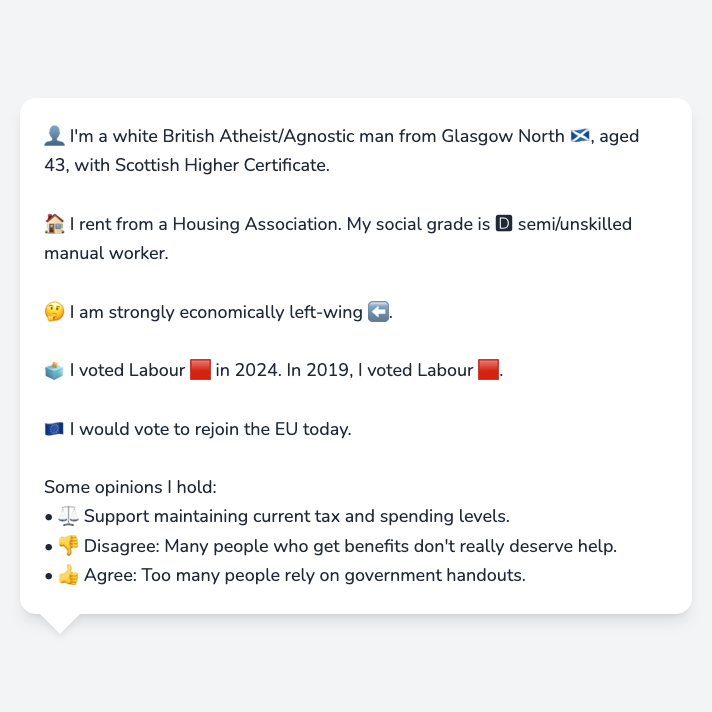 👤 I'm a white British Atheist/Agnostic man from Glasgow North 🏴󠁧󠁢󠁳󠁣󠁴󠁿, aged
43, with Scottish Higher Certificate.
🏠 I rent from a Housing Association. My social grade is D semi/unskilled
manual worker.
🤔 I am strongly economically left-wing ⬅️.
🗳️ I voted Labour 🟥 in 2024. In 2019, I voted Labour 🟥.
🇪🇺 I would vote to rejoin the EU today.
Some opinions I hold:
• ⚖️ Support maintaining current tax and spending levels.
• 👎 Disagree: Many people who get benefits don't really deserve help.
• 👍 Agree: Too many people rely on government handouts.